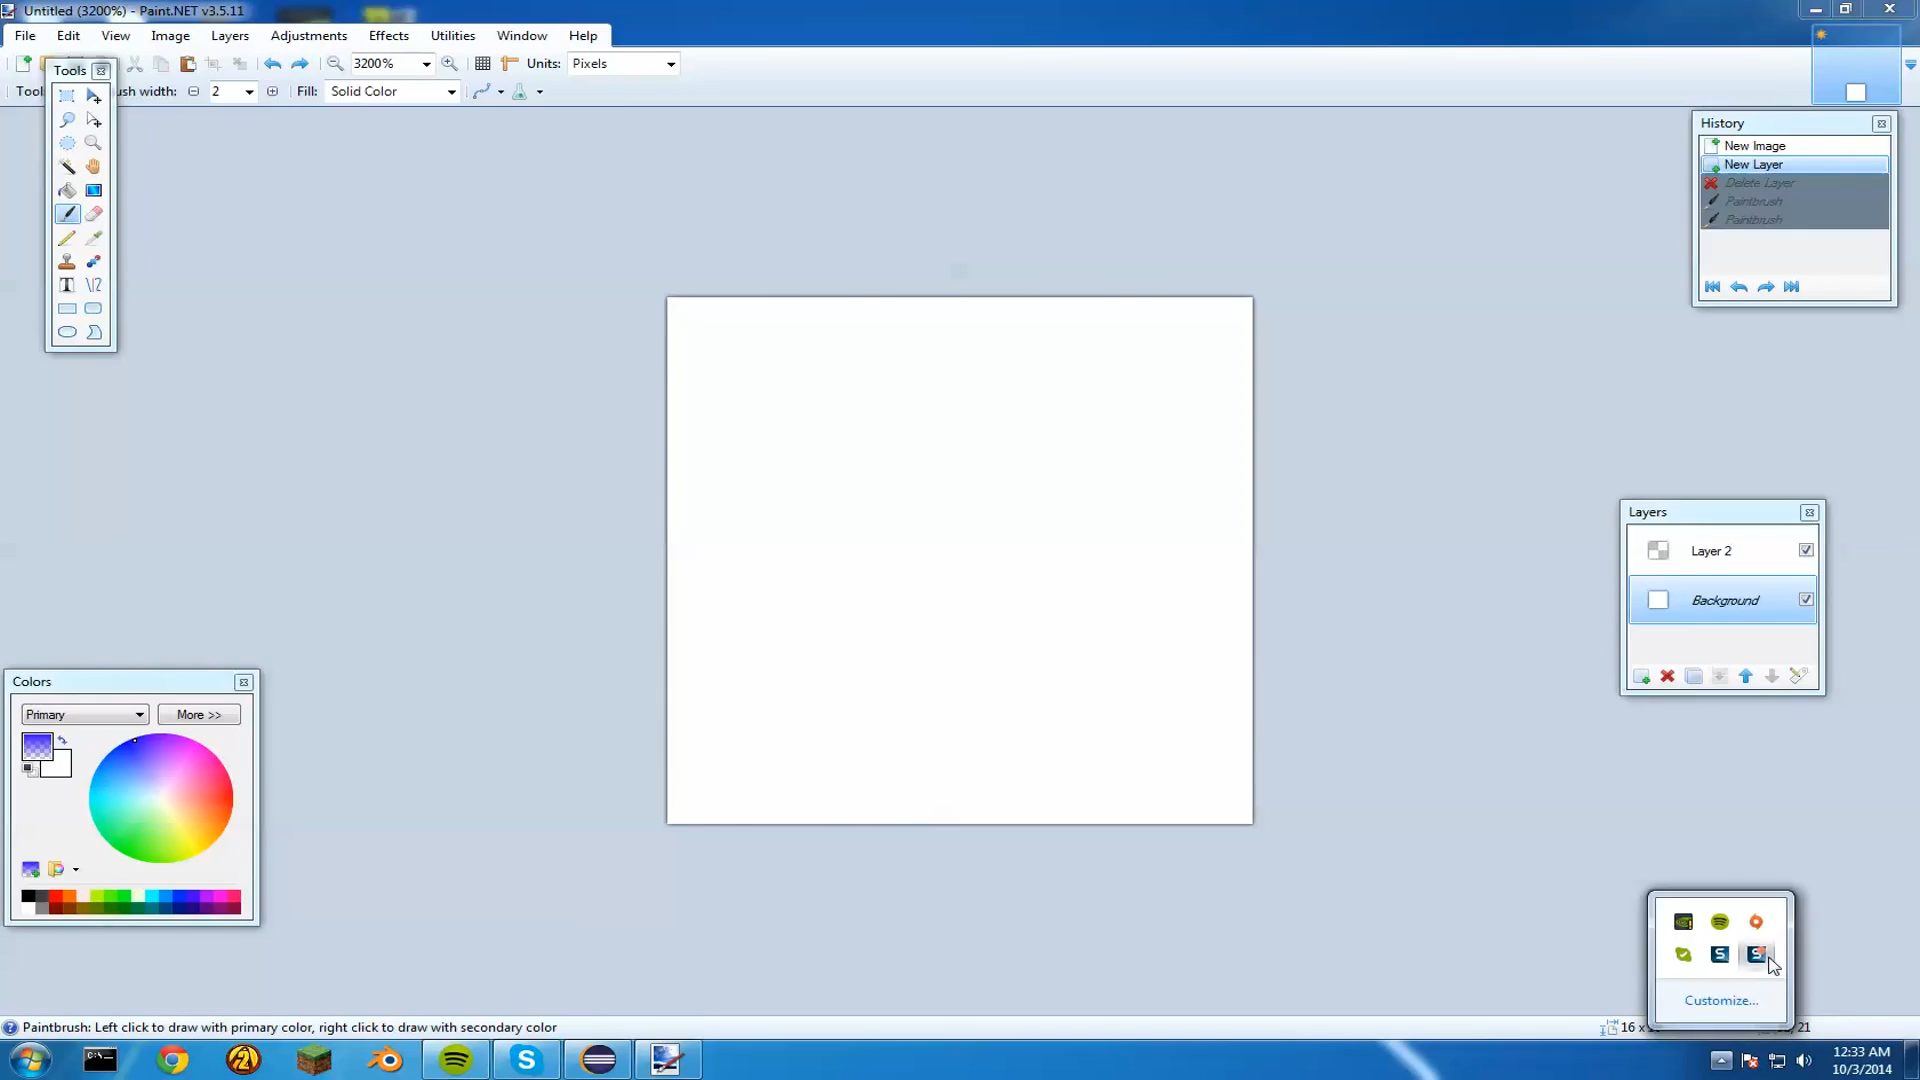 Untitled (3200%) - Paint.NET v3.5.11
File Edit View Image Layers Adjustments Effects Utilities Window Help
3200% Units: Pixels
Tools
2 Fill: Solid Color
History
New Image
New Layer
Delete Layer
Paintbrush
Paintbrush
Layers
Layer 2
Background
Colors
Primary More >>
Customize...
Paintbrush: Left click to draw with primary color, right click to draw with secondary color
16 x 21
12:33 AM
10/3/2014